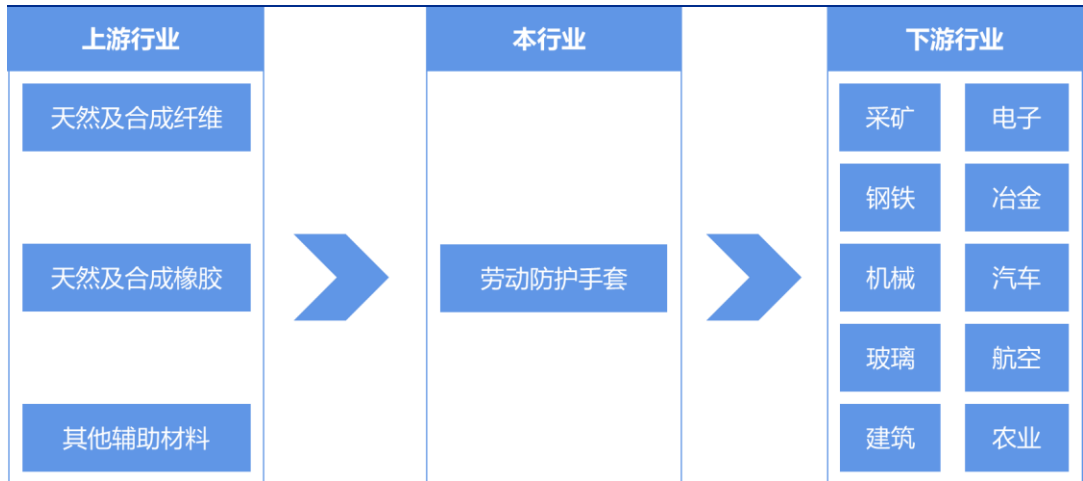 上游行业
天然及合成纤维
天然及合成橡胶
其他辅助材料
本行业
劳动防护手套
下游行业
采矿
电子
钢铁
冶金
机械
汽车
玻璃
航空
建筑
农业